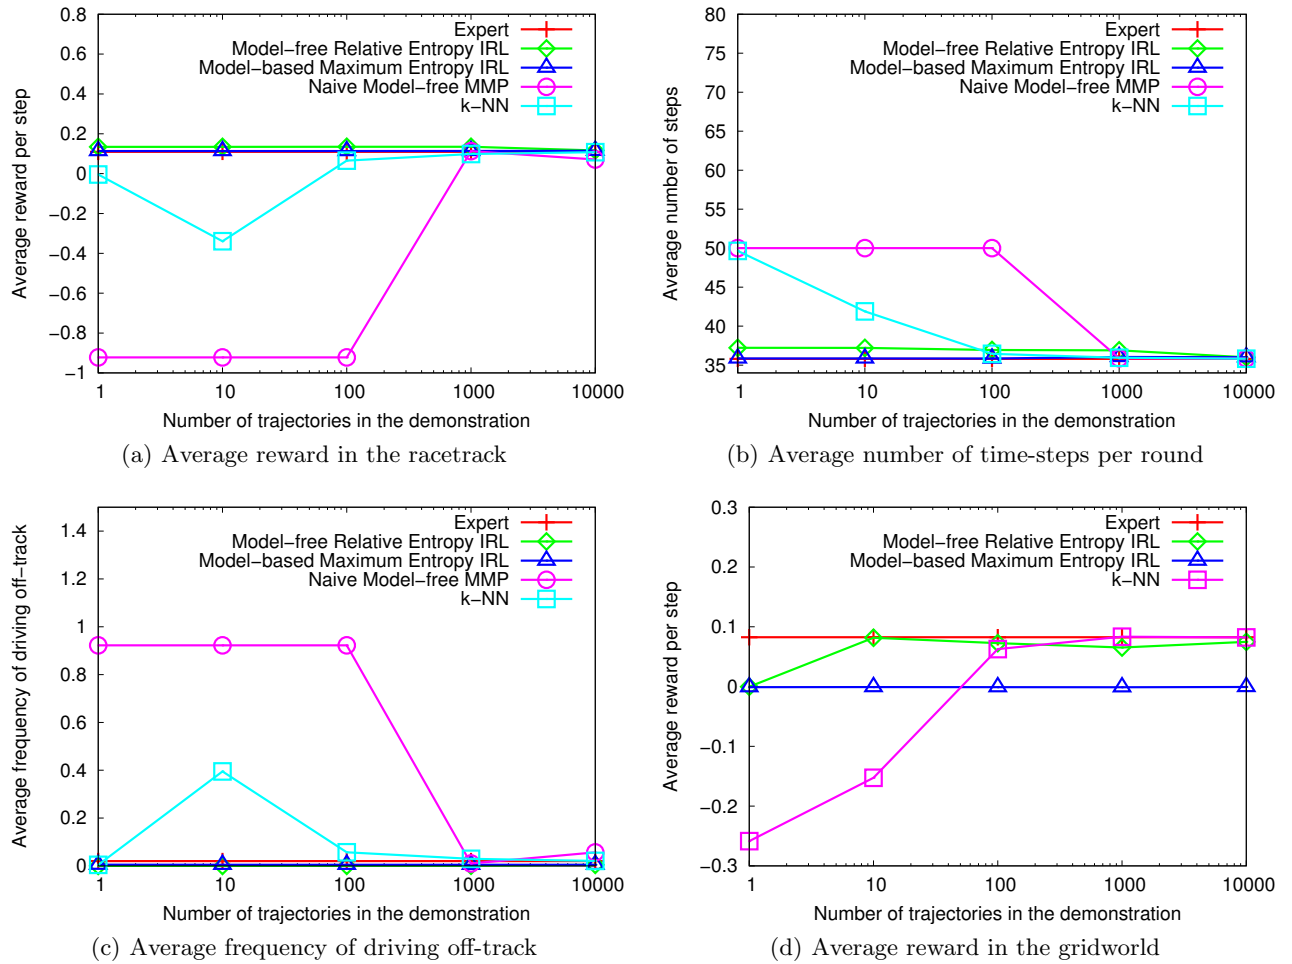 0.8
0.6
0.4
0.2
0
−0.2
−0.4
−0.6
−0.8
−1
Average reward per step
Expert
Model−free Relative Entropy IRL
Model−based Maximum Entropy IRL
Naive Model−free MMP
k−NN
1 10 100 1000 10000
Number of trajectories in the demonstration
(a) Average reward in the racetrack
80
75
70
65
60
55
50
45
40
35
Average number of steps
Expert
Model−free Relative Entropy IRL
Model−based Maximum Entropy IRL
Naive Model−free MMP
k−NN
1 10 100 1000 10000
Number of trajectories in the demonstration
(b) Average number of time-steps per round
1.4
1.2
1
0.8
0.6
0.4
0.2
0
Average frequency of driving off−track
Expert
Model−free Relative Entropy IRL
Model−based Maximum Entropy IRL
Naive Model−free MMP
k−NN
1 10 100 1000 10000
Number of trajectories in the demonstration
(c) Average frequency of driving off-track
0.3
0.2
0.1
0
−0.1
−0.2
−0.3
Average reward per step
Expert
Model−free Relative Entropy IRL
Model−based Maximum Entropy IRL
k−NN
1 10 100 1000 10000
Number of trajectories in the demonstration
(d) Average reward in the gridworld